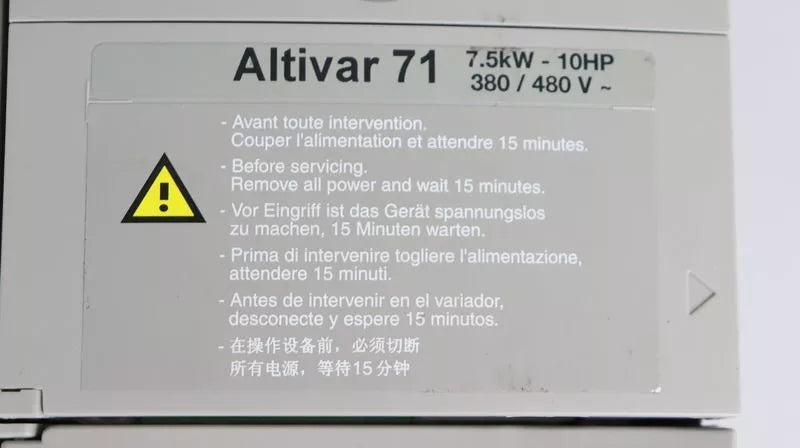 Altivar 71
7.5kW - 10HP
380 / 480 V ~
- Avant toute intervention.
Couper l'alimentation et attendre 15 minutes.
- Before servicing.
Remove all power and wait 15 minutes.
- Vor Eingriff ist das Gerät spannungslos
zu machen, 15 Minuten warten.
- Prima di intervenire togliere l'alimentazione,
attendere 15 minuti.
- Antes de intervenir en el variador,
desconecte y espere 15 minutos.
- 在操作设备前，必须切断
所有电源，等待15分钟